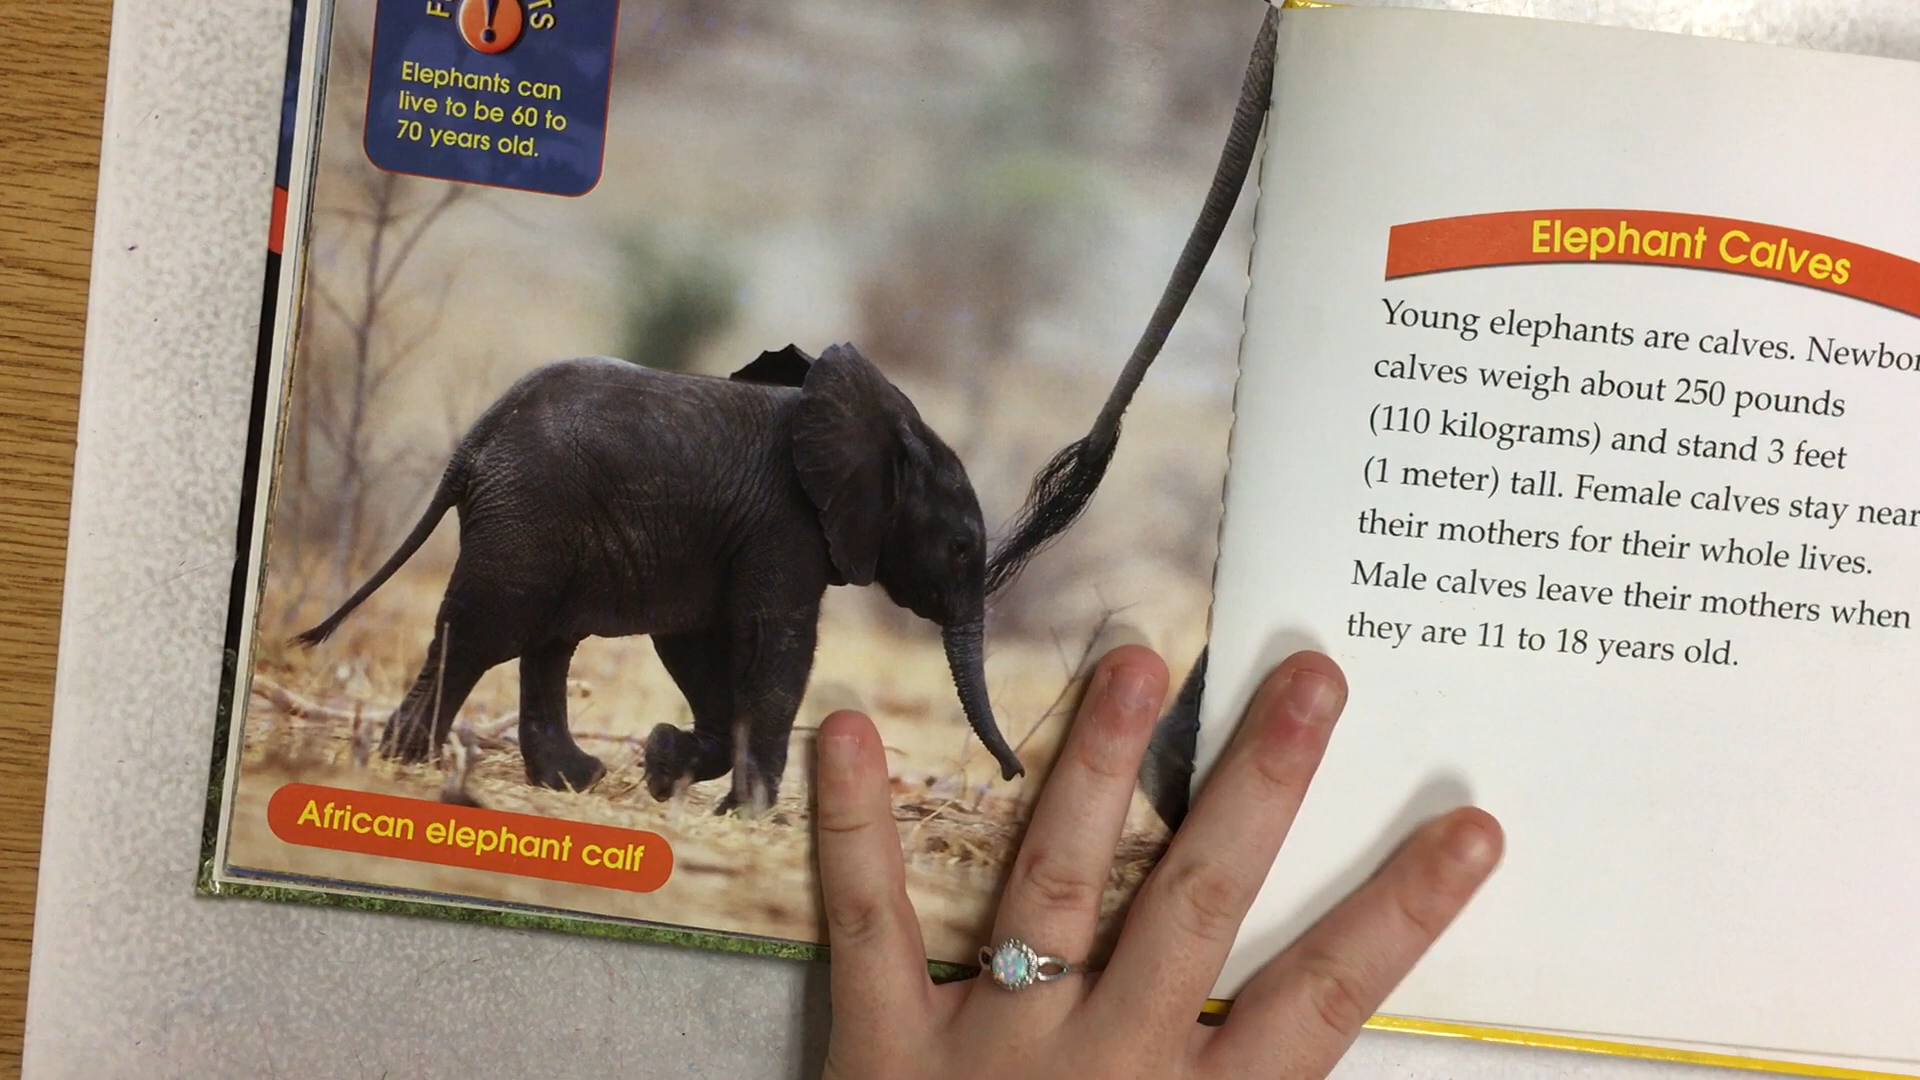 Elephants can
live to be 60 to
70 years old.
African elephant calf
Elephant Calves
Young elephants are calves.
calves weigh about 250 pounds
(110 kilograms) and stand 3 feet
(1 meter) tall. Female calves stay near
their mothers for their whole lives.
Male calves leave their mothers when
they are 11 to 18 years old.